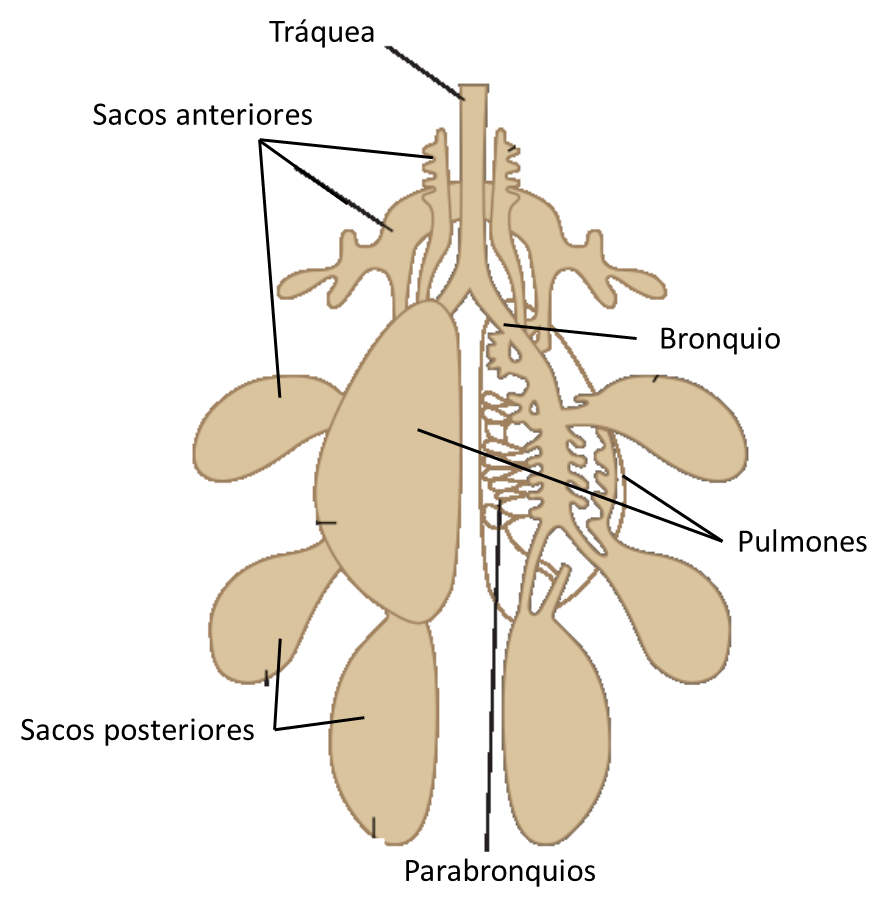 Tráquea
Sacos anteriores
Bronquio
Pulmones
Sacos posteriores
Parabronquios